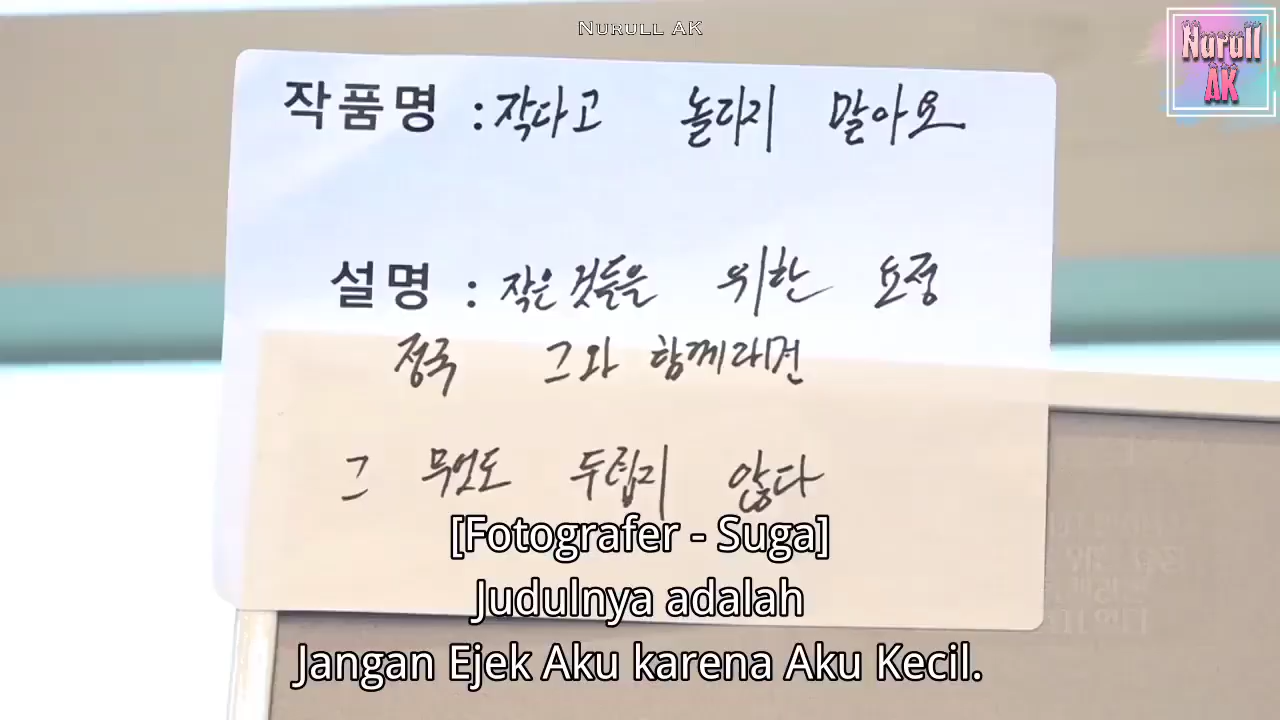 Nurull AK
Nurull
AK
작품명 : 작다고 놀리지 말아요
설명 : 작은 것들을 위한 요정
정국 그와 함께라면
그 무엇도 두렵지 않다
[Fotografer - Suga]
Judulnya adalah
Jangan Ejek Aku karena Aku Kecil.